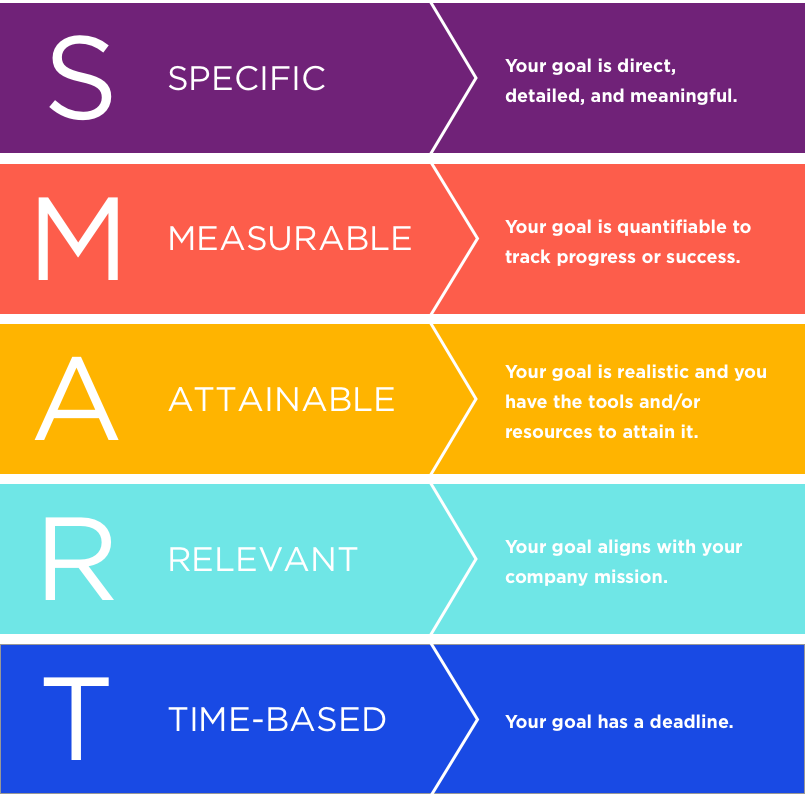 S
SPECIFIC
Your goal is direct,
detailed, and meaningful.
M
MEASURABLE
Your goal is quantifiable to
track progress or success.
A
ATTAINABLE
Your goal is realistic and you
have the tools and/or
resources to attain it.
R
RELEVANT
Your goal aligns with your
company mission.
T
TIME-BASED
Your goal has a deadline.